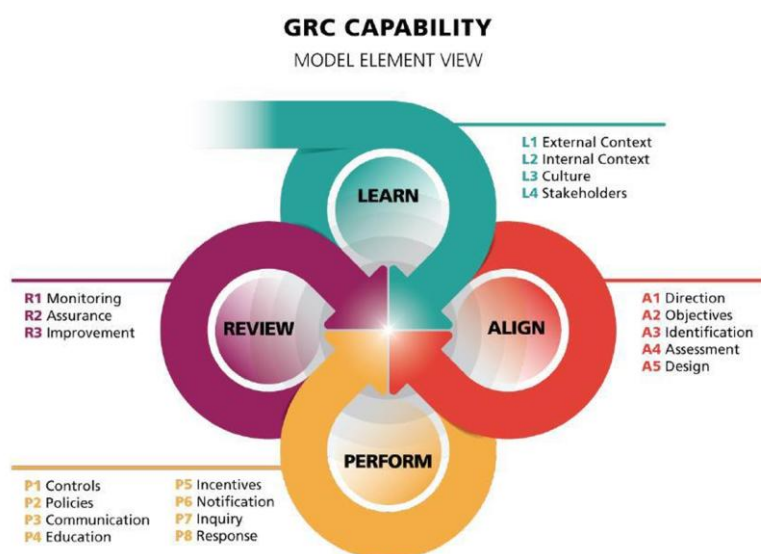 GRC CAPABILITY
MODEL ELEMENT VIEW
LEARN
L1 External Context
L2 Internal Context
L3 Culture
L4 Stakeholders
REVIEW
R1 Monitoring
R2 Assurance
R3 Improvement
ALIGN
A1 Direction
A2 Objectives
A3 Identification
A4 Assessment
A5 Design
PERFORM
P1 Controls
P2 Policies
P3 Communication
P4 Education
P5 Incentives
P6 Notification
P7 Inquiry
P8 Response